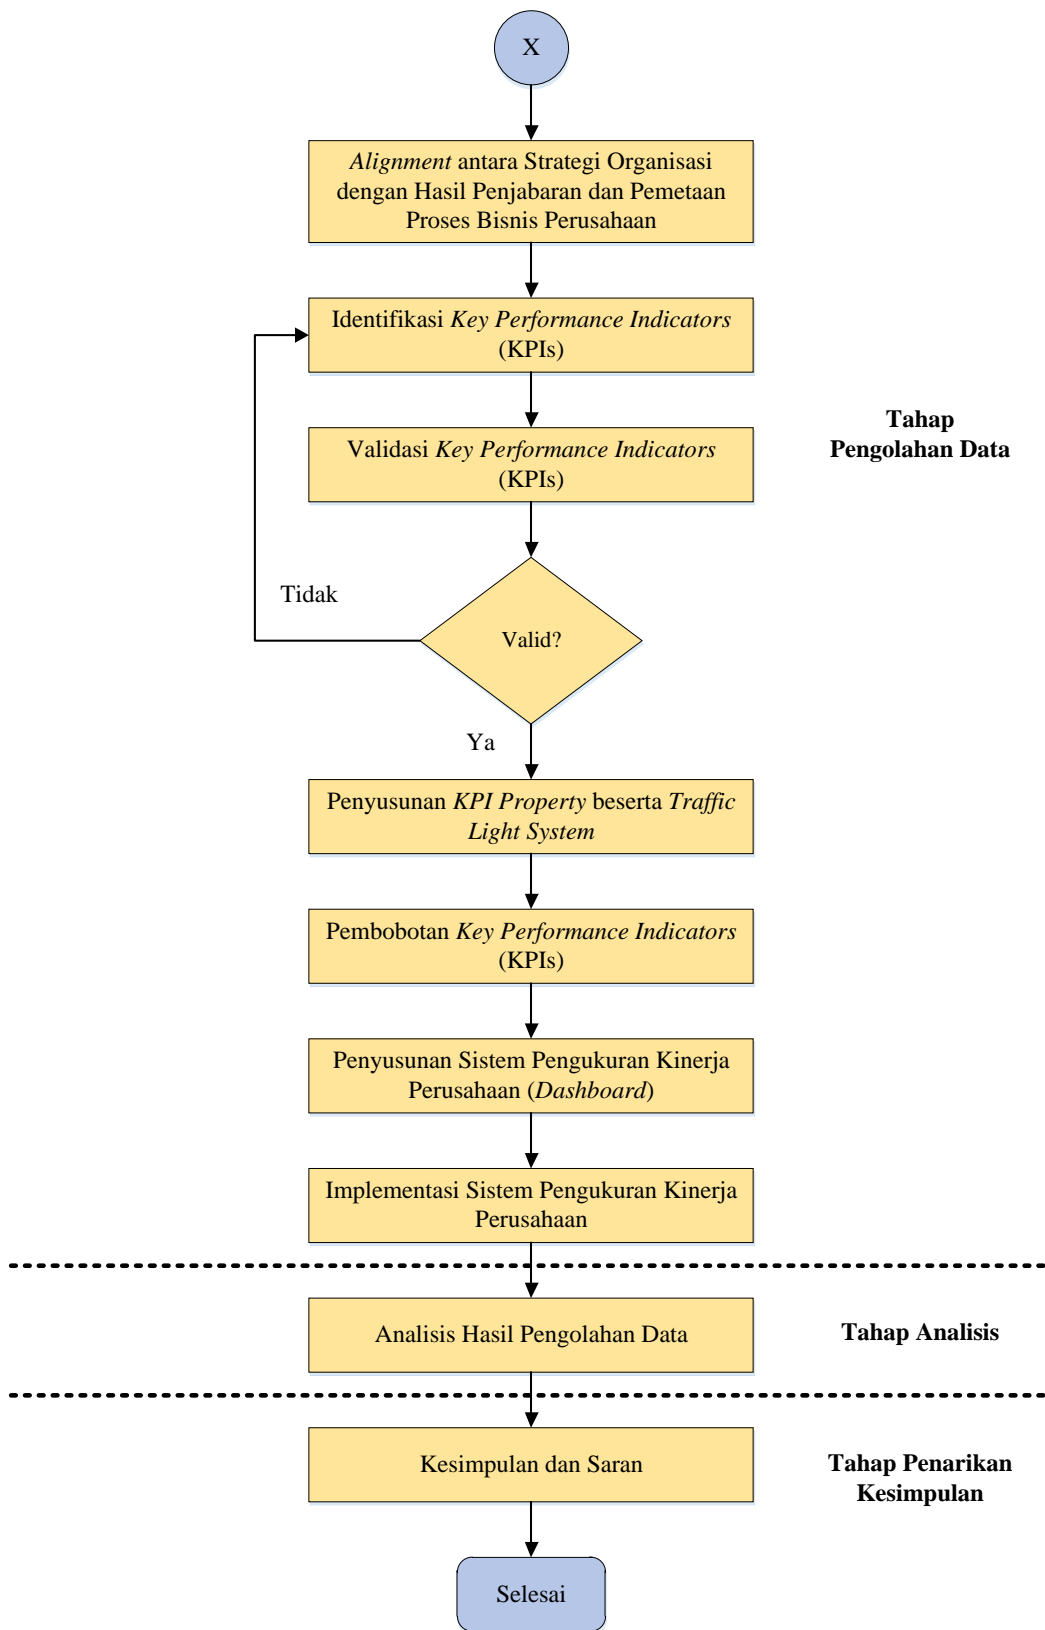 X
Alignment antara Strategi Organisasi
dengan Hasil Penjabaran dan Pemetaan
Proses Bisnis Perusahaan
Identifikasi Key Performance Indicators
(KPIs)
Tahap
Pengolahan Data
Validasi Key Performance Indicators
(KPIs)
Tidak
Valid?
Ya
Penyusunan KPI Property beserta Traffic
Light System
Pembobotan Key Performance Indicators
(KPIs)
Penyusunan Sistem Pengukuran Kinerja
Perusahaan (Dashboard)
Implementasi Sistem Pengukuran Kinerja
Perusahaan
Analisis Hasil Pengolahan Data
Tahap Analisis
Kesimpulan dan Saran
Tahap Penarikan
Kesimpulan
Selesai